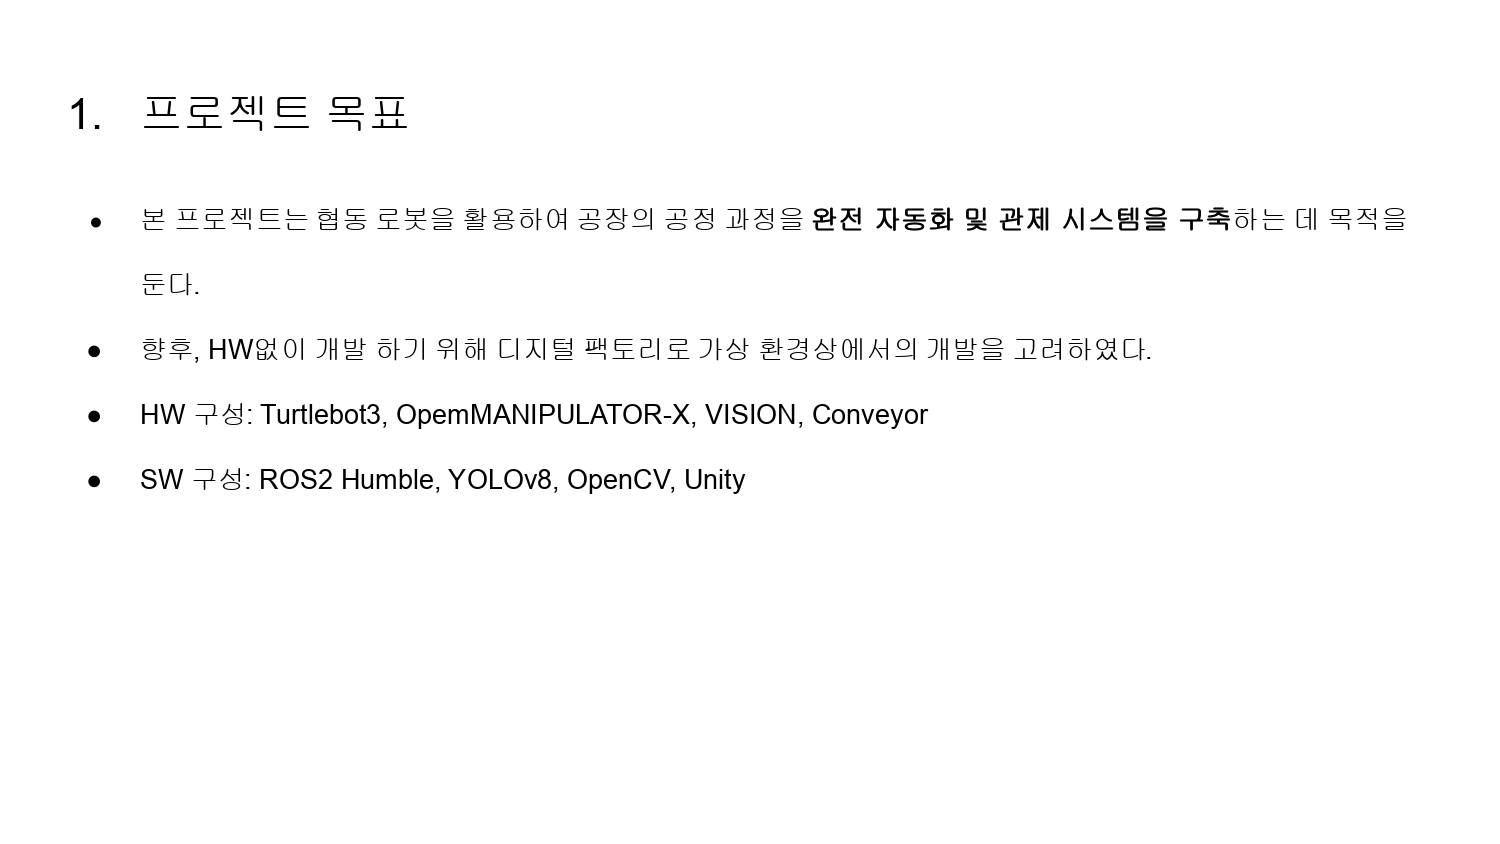 1. 프로젝트 목표
● 본 프로젝트는 협동 로봇을 활용하여 공장의 공정 과정을 완전 자동화 및 관제 시스템을 구축하는 데 목적을
둔다.
● 향후, HW없이 개발 하기 위해 디지털 팩토리로 가상 환경상에서의 개발을 고려하였다.
● HW 구성: Turtlebot3, OpemMANIPULATOR-X, VISION, Conveyor
● SW 구성: ROS2 Humble, YOLOv8, OpenCV, Unity